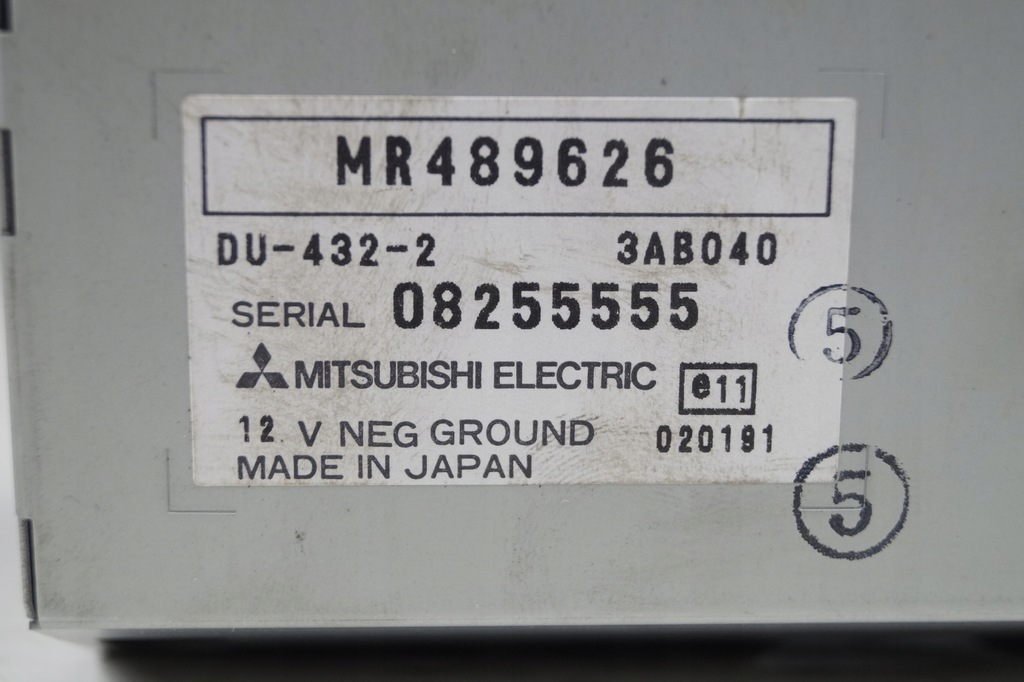 MR489626
DU-432-2 3AB040
SERIAL 08255555
MITSUBISHI ELECTRIC e11
12 V NEG GROUND 020191
MADE IN JAPAN
5
5